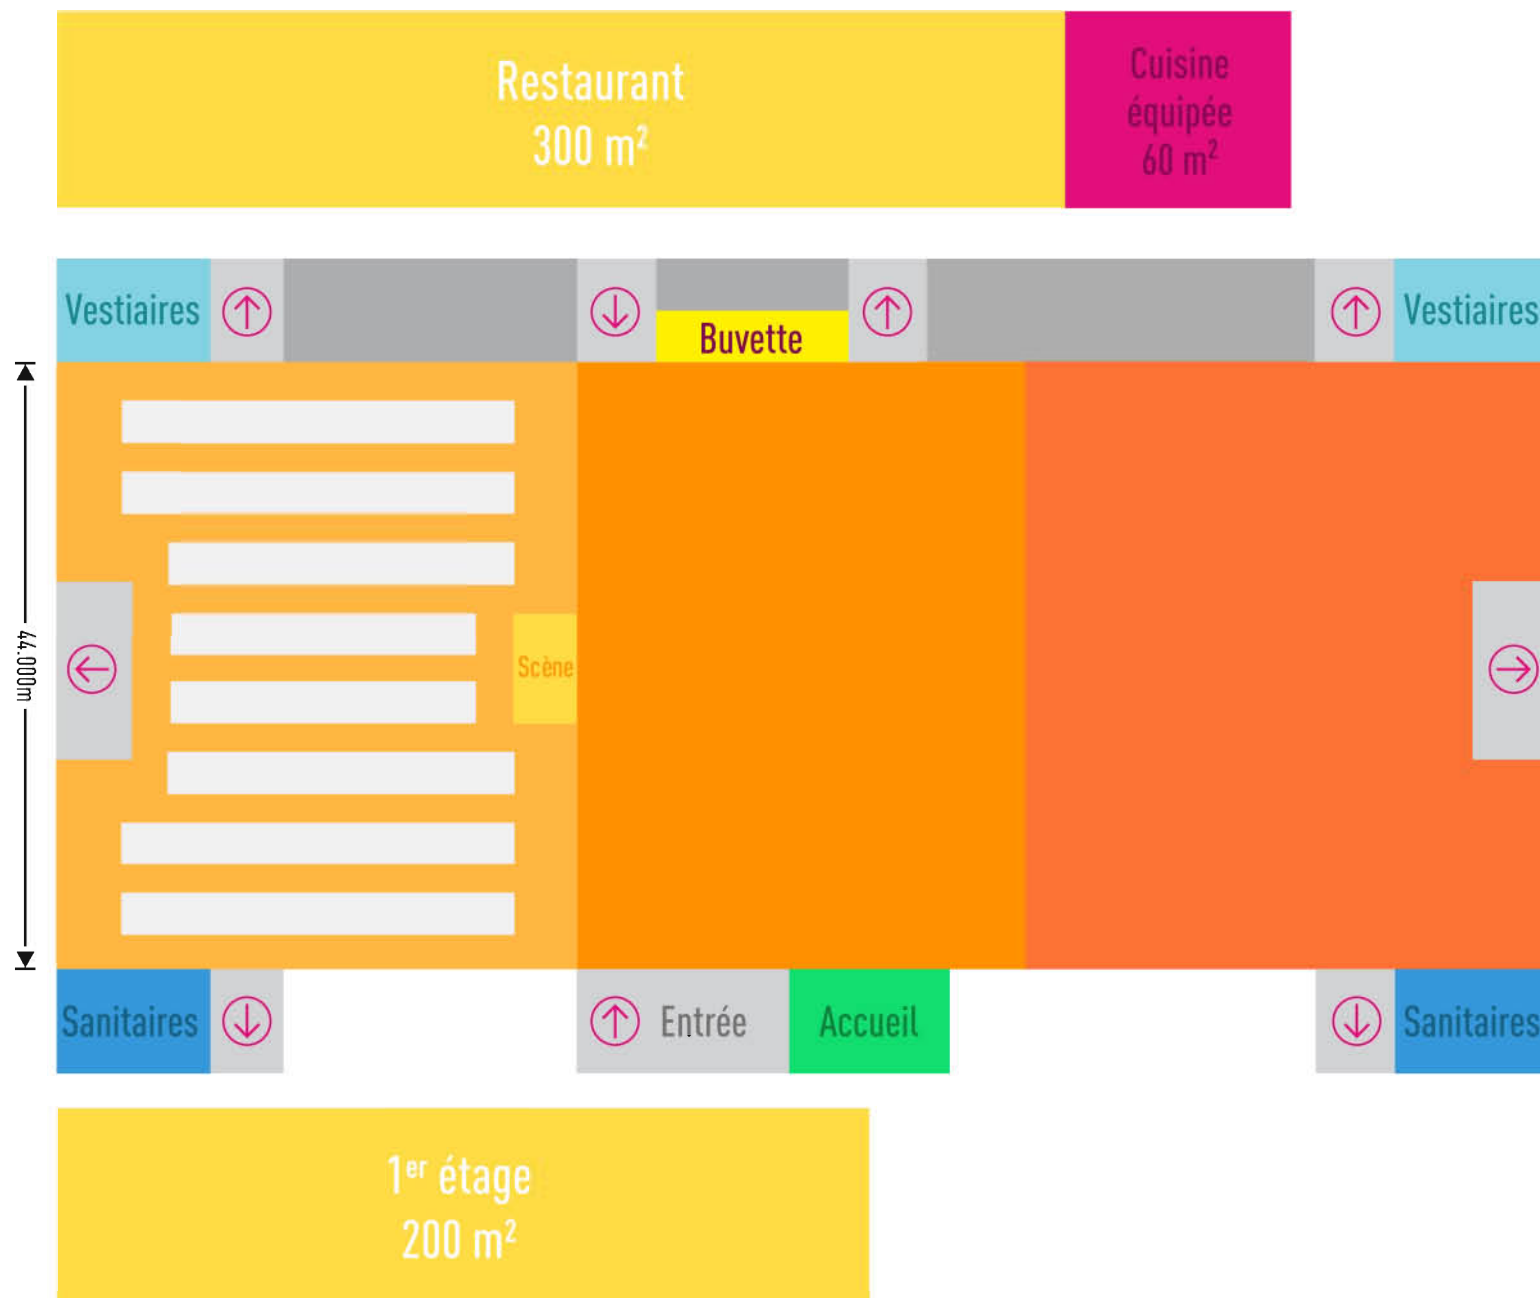 Restaurant
300 m²
Cuisine
équipée
60 m²
Vestiaires
Buvette
Vestiaires
44.000m
Scène
Sanitaires
Entrée
Accueil
Sanitaires
1er étage
200 m²